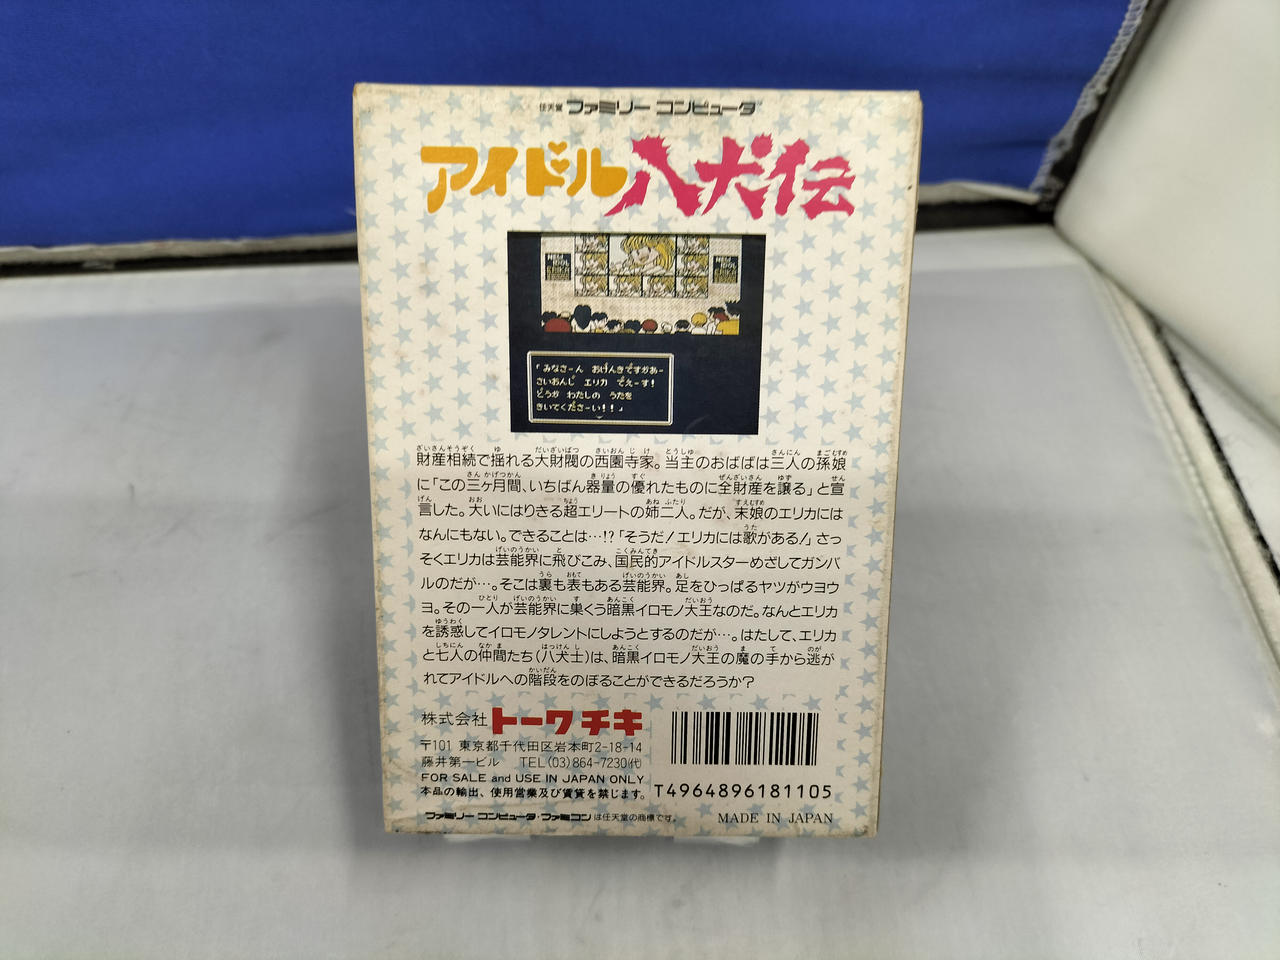 任天堂 ファミリー コンピュータ
アイドル八犬伝
NEW IDOL ERIKA
NEW IDOL ERIKA
「みなさーん おげんきですかあー
さいおんじ エリカ でえーす!
どうか わたしの うたを
きいてくださーい!!」
財産相続で揺れる大財閥の西園寺家。当主のおばばは三人の孫娘
に「この三ヶ月間、いちばん器量の優れたものに全財産を譲る」と宣
言した。大いにはりきる超エリートの姉二人。だが、末娘のエリカには
なんにもない。できることは…!?「そうだ!エリカには歌がある!」さっ
そくエリカは芸能界に飛びこみ、国民的アイドルスターめざしてガンバ
ルのだが…。そこは裏も表もある芸能界。足をひっぱるヤツがウヨウ
ヨ。その一人が芸能界に巣くう暗黒イロモノ大王なのだ。なんとエリカ
を誘惑してイロモノタレントにしようとするのだが…。はたして、エリカ
と七人の仲間たち(八犬士)は、暗黒イロモノ大王の魔の手から逃が
れてアイドルへの階段をのぼることができるだろうか?
株式会社 トーワチキ
〒101 東京都千代田区岩本町2-18-14
藤井第一ビル TEL(03)864-7230(代)
FOR SALE and USE IN JAPAN ONLY
本品の輸出、使用営業及び賃貸を禁じます。
T4964896181105
ファミリーコンピュータ・ファミコンは任天堂の商標です。
MADE IN JAPAN